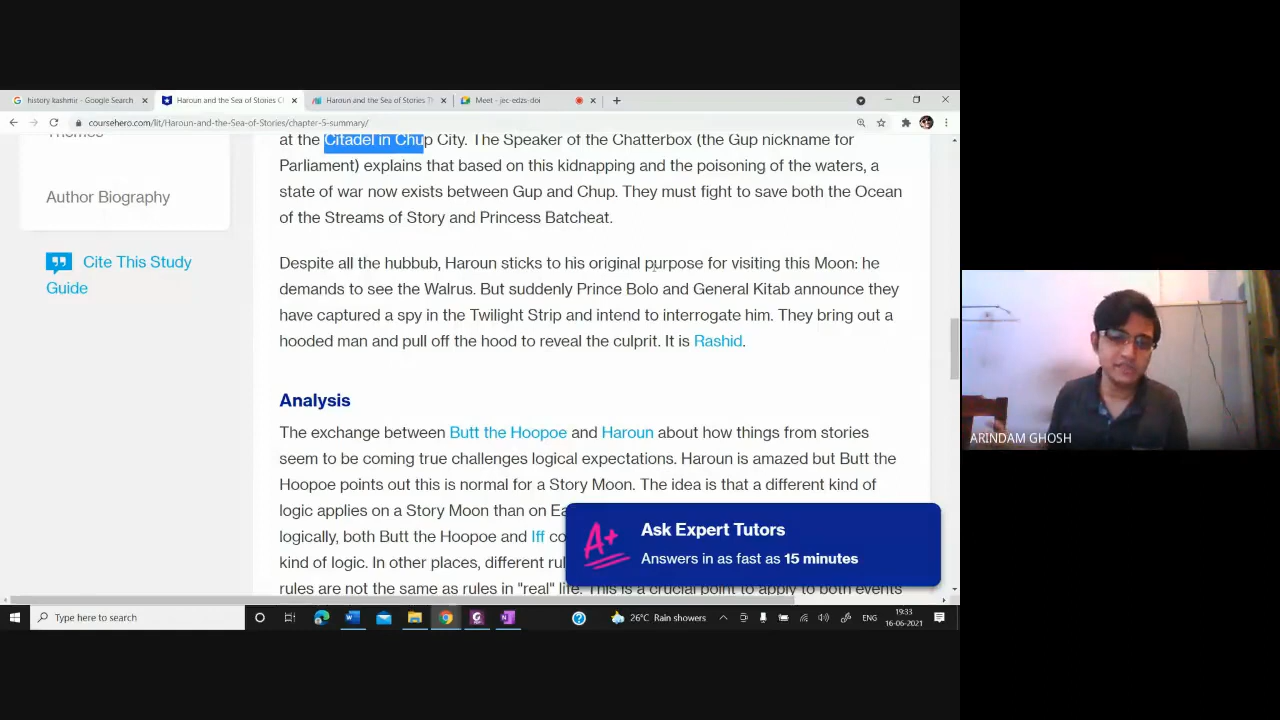 history kashmir - Google Search
Haroun and the Sea of Stories C
Haroun and the Sea of Stories T
Meet - jec-edzs-doi
coursehero.com/lit/Haroun-and-the-Sea-of-Stories/chapter-5-summary/
Themes
Author Biography
Cite This Study
Guide
at the Citadel in Chup City. The Speaker of the Chatterbox (the Gup nickname for
Parliament) explains that based on this kidnapping and the poisoning of the waters, a
state of war now exists between Gup and Chup. They must fight to save both the Ocean
of the Streams of Story and Princess Batcheat.
Despite all the hubbub, Haroun sticks to his original purpose for visiting this Moon: he
demands to see the Walrus. But suddenly Prince Bolo and General Kitab announce they
have captured a spy in the Twilight Strip and intend to interrogate him. They bring out a
hooded man and pull off the hood to reveal the culprit. It is Rashid.
Analysis
The exchange between Butt the Hoopoe and Haroun about how things from stories
seem to be coming true challenges logical expectations. Haroun is amazed but Butt the
Hoopoe points out this is normal for a Story Moon. The idea is that a different kind of
logic applies on a Story Moon than on Ea
logically, both Butt the Hoopoe and Iff co
kind of logic. In other places, different rul
rules are not the same as rules in "real" life. This is a crucial point to apply to both events
A+
Ask Expert Tutors
Answers in as fast as 15 minutes
ARINDAM GHOSH
Type here to search
26°C Rain showers
ENG
19:33
16-06-2021